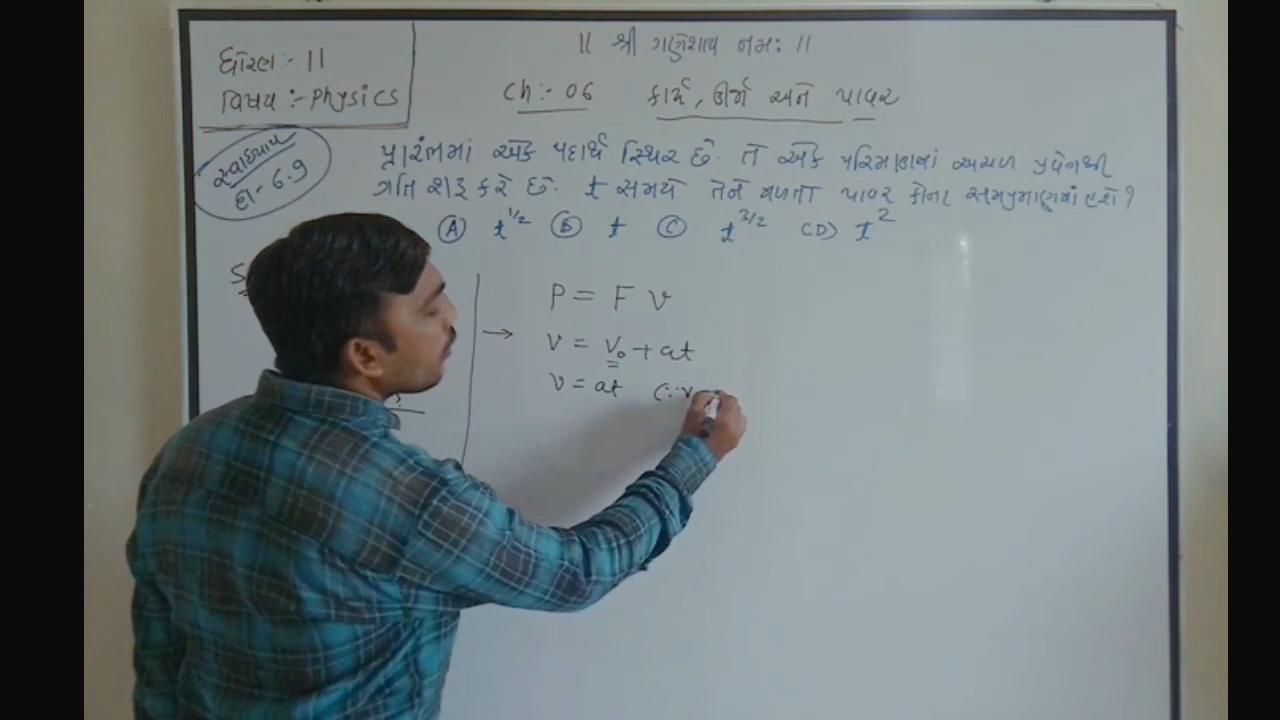 ધોરણ :- 11
વિષય :- Physics
|| શ્રી ગણેશાય નમઃ ||
Ch :- 06 કાર્ય, ઊર્જા અને પાવર
સ્વાધ્યાય
દા - 6.9
પ્રારંભમાં એક પદાર્થ સ્થિર છે. તે એક પરિમાણમાં અચળ પ્રવેગથી
ગતિ શરૂ કરે છે. t સમયે તેને મળતો પાવર કોના સમપ્રમાણમાં હશે?
(A) t^1/2 (B) t (C) t^3/2 (D) t^2
S
P = F v
→ v = v₀ + at
v = at (∵ v
?